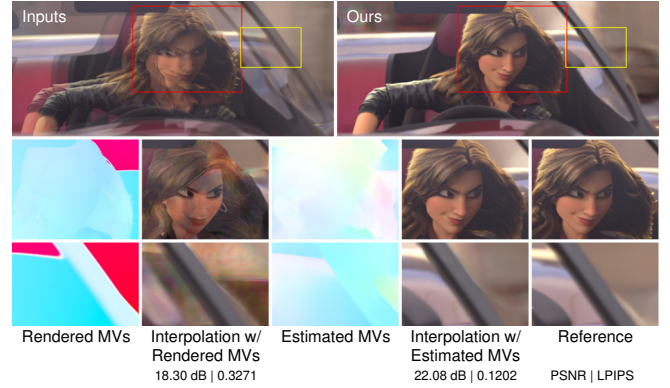 Inputs
Ours
Rendered MVs
Interpolation w/
Rendered MVs
18.30 dB | 0.3271
Estimated MVs
Interpolation w/
Estimated MVs
22.08 dB | 0.1202
Reference
PSNR | LPIPS